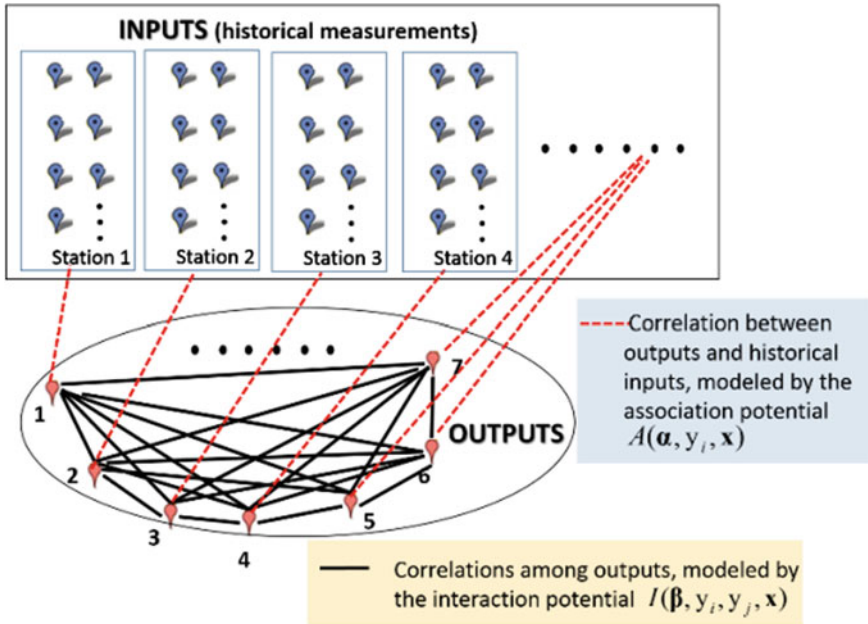 INPUTS (historical measurements)
Station 1
Station 2
Station 3
Station 4
1
2
3
4
5
6
7
OUTPUTS
Correlation between
outputs and historical
inputs, modeled by the
association potential
A(α, yᵢ, x)
Correlations among outputs, modeled by
the interaction potential I(β, yᵢ, yⱼ, x)